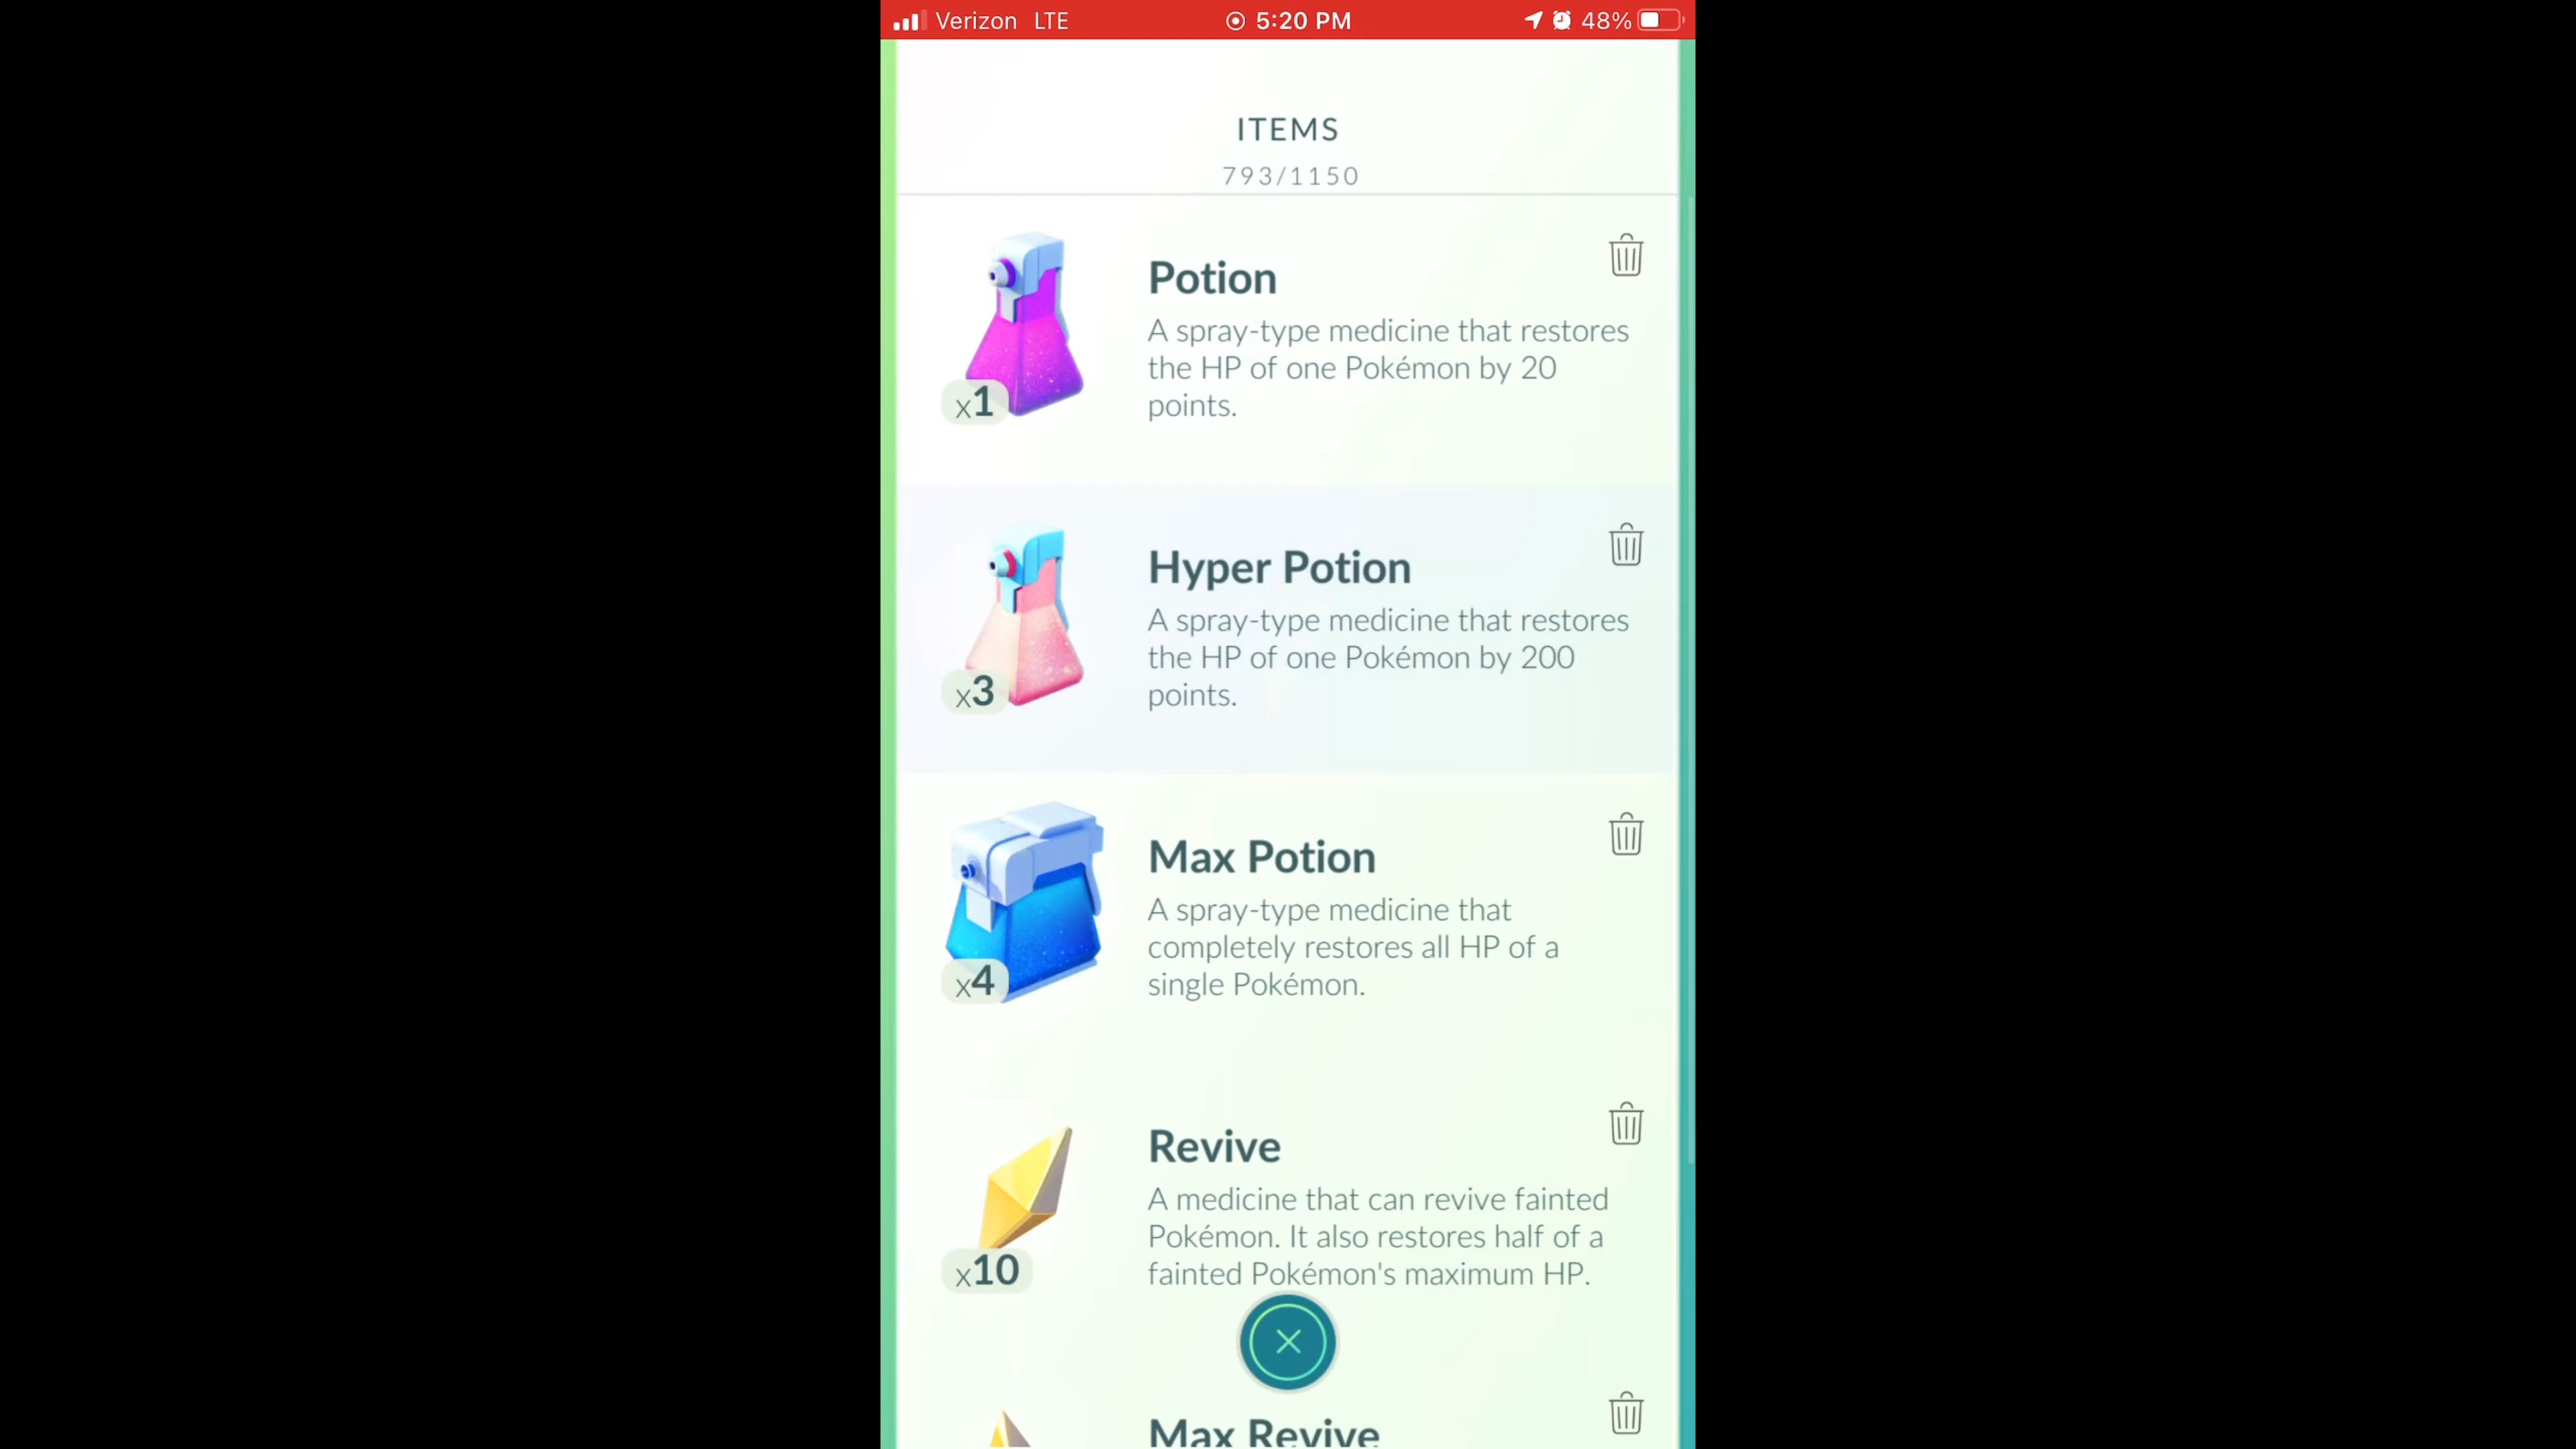 Verizon LTE 5:20 PM 48%
ITEMS
793/1150
Potion
A spray-type medicine that restores
the HP of one Pokémon by 20
points.
x1
Hyper Potion
A spray-type medicine that restores
the HP of one Pokémon by 200
points.
x3
Max Potion
A spray-type medicine that
completely restores all HP of a
single Pokémon.
x4
Revive
A medicine that can revive fainted
Pokémon. It also restores half of a
fainted Pokémon's maximum HP.
x10
Max Revive